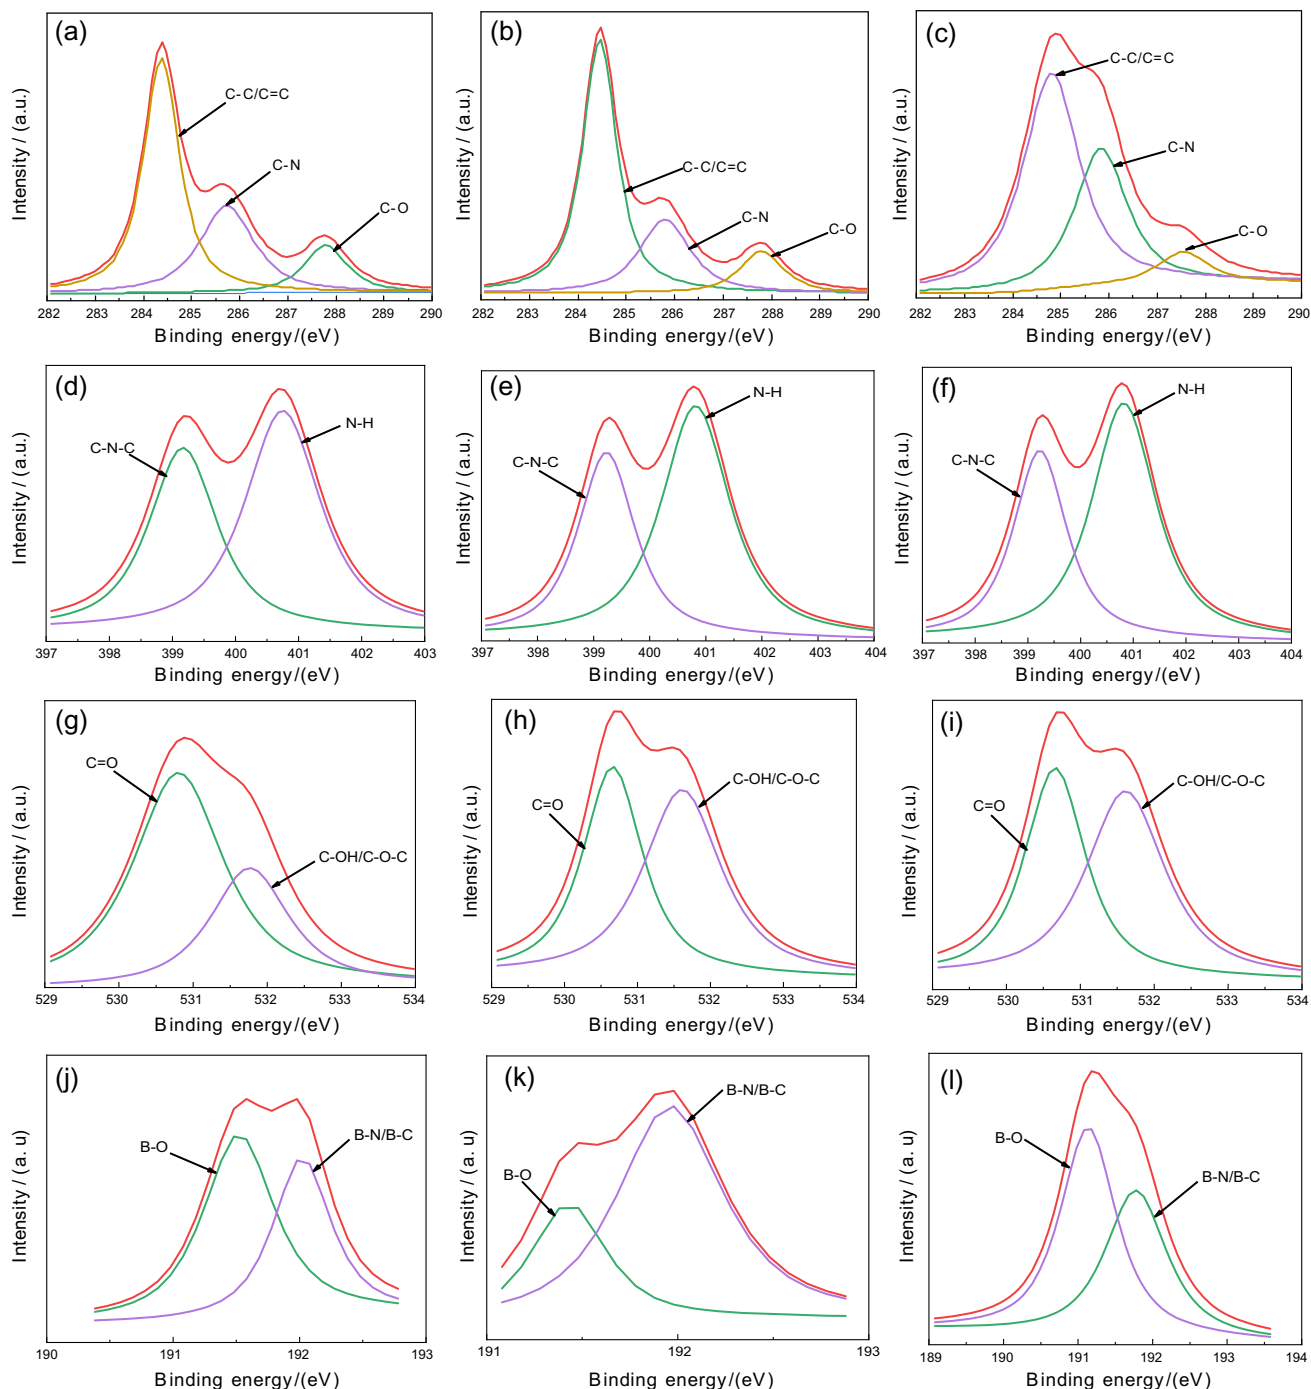 (a)
C-C/C=C
C-N
C-O
Intensity / (a.u.)
282 283 284 285 286 287 288 289 290
Binding energy/(eV)
(b)
C-C/C=C
C-N
C-O
Intensity / (a.u.)
282 283 284 285 286 287 288 289 290
Binding energy/(eV)
(c)
C-C/C=C
C-N
C-O
Intensity / (a.u.)
282 283 284 285 286 287 288 289 290
Binding energy/(eV)
(d)
C-N-C
N-H
Intensity / (a.u.)
397 398 399 400 401 402 403
Binding energy/(eV)
(e)
C-N-C
N-H
Intensity / (a.u.)
397 398 399 400 401 402 403 404
Binding energy/(eV)
(f)
C-N-C
N-H
Intensity / (a.u.)
397 398 399 400 401 402 403 404
Binding energy/(eV)
(g)
C=O
C-OH/C-O-C
Intensity / (a.u.)
529 530 531 532 533 534
Binding energy/(eV)
(h)
C=O
C-OH/C-O-C
Intensity / (a.u.)
529 530 531 532 533 534
Binding energy/(eV)
(i)
C=O
C-OH/C-O-C
Intensity / (a.u.)
529 530 531 532 533 534
Binding energy/(eV)
(j)
B-O
B-N/B-C
Intensity / (a. u)
190 191 192 193
Binding energy/(eV)
(k)
B-O
B-N/B-C
Intensity / (a. u)
191 192 193
Binding energy/(eV)
(l)
B-O
B-N/B-C
Intensity / (a. u)
189 190 191 192 193 194
Binding energy/(eV)